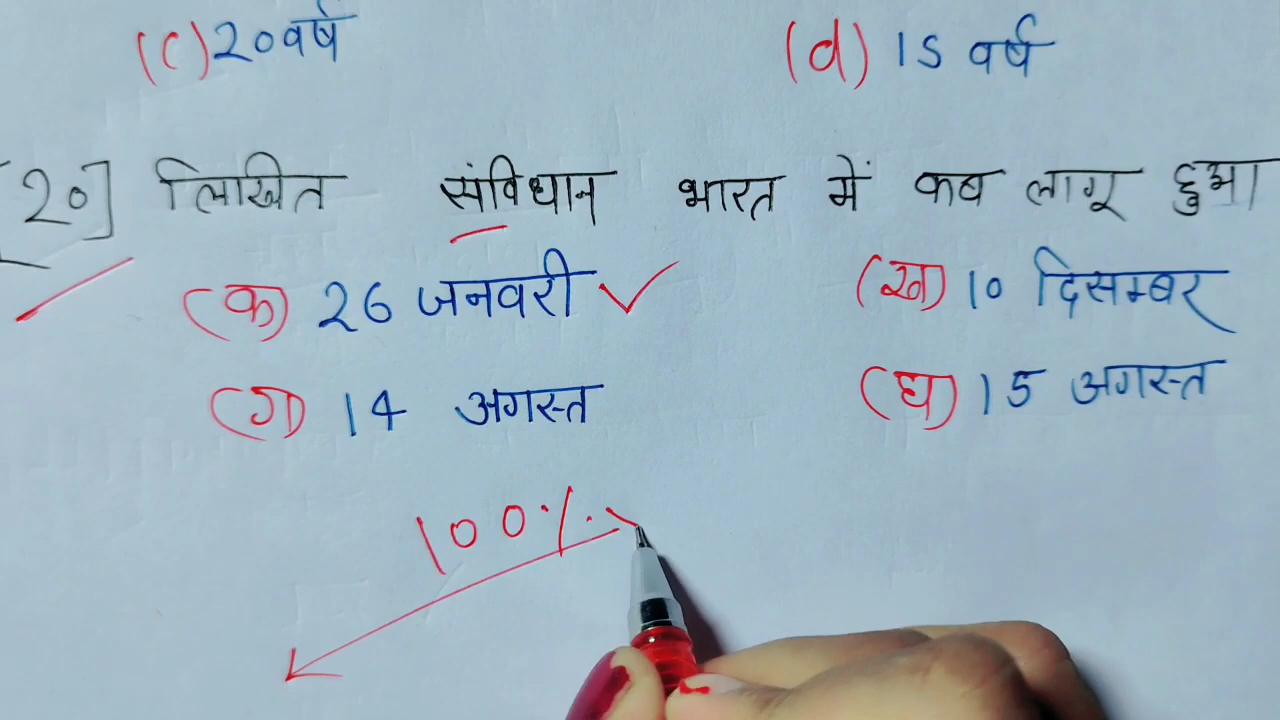 (c) 20 वर्ष (d) 15 वर्ष
[20] लिखित संविधान भारत में कब लागू हुआ
(क) 26 जनवरी ✓ (ख) 10 दिसम्बर
(ग) 14 अगस्त (घ) 15 अगस्त
100%